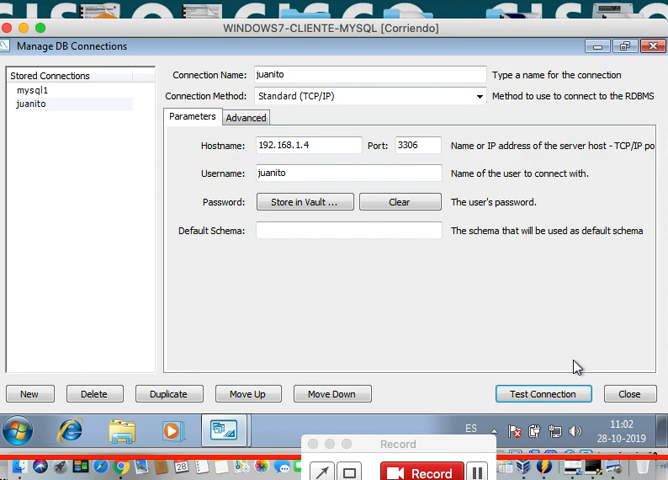 WINDOWS7-CLIENTE-MYSQL [Corriendo]
Manage DB Connections
Stored Connections
mysql1
juanito
Connection Name: juanito Type a name for the connection
Connection Method: Standard (TCP/IP) Method to use to connect to the RDBMS
Parameters Advanced
Hostname: 192.168.1.4 Port: 3306 Name or IP address of the server host - TCP/IP po
Username: juanito Name of the user to connect with.
Password: Store in Vault ... Clear The user's password.
Default Schema: The schema that will be used as default schema
New Delete Duplicate Move Up Move Down Test Connection Close
ES 11:02
28-10-2019
Record
28
Record